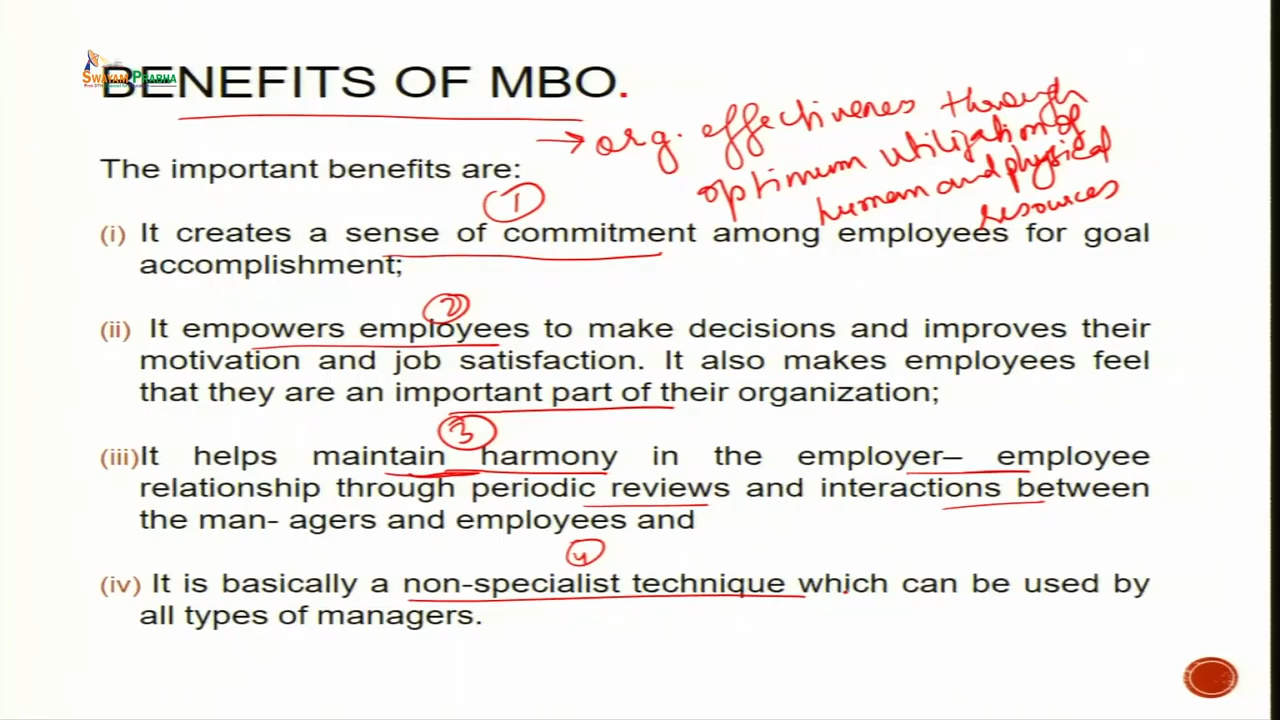 SWAYAM PRABHA
BENEFITS OF MBO.
→ org. effectiveness through
optimum utilization of
human and physical
resources
The important benefits are:
1
(i) It creates a sense of commitment among employees for goal
accomplishment;
2
(ii) It empowers employees to make decisions and improves their
motivation and job satisfaction. It also makes employees feel
that they are an important part of their organization;
3
(iii)It helps maintain harmony in the employer– employee
relationship through periodic reviews and interactions between
the man- agers and employees and
4
(iv) It is basically a non-specialist technique which can be used by
all types of managers.